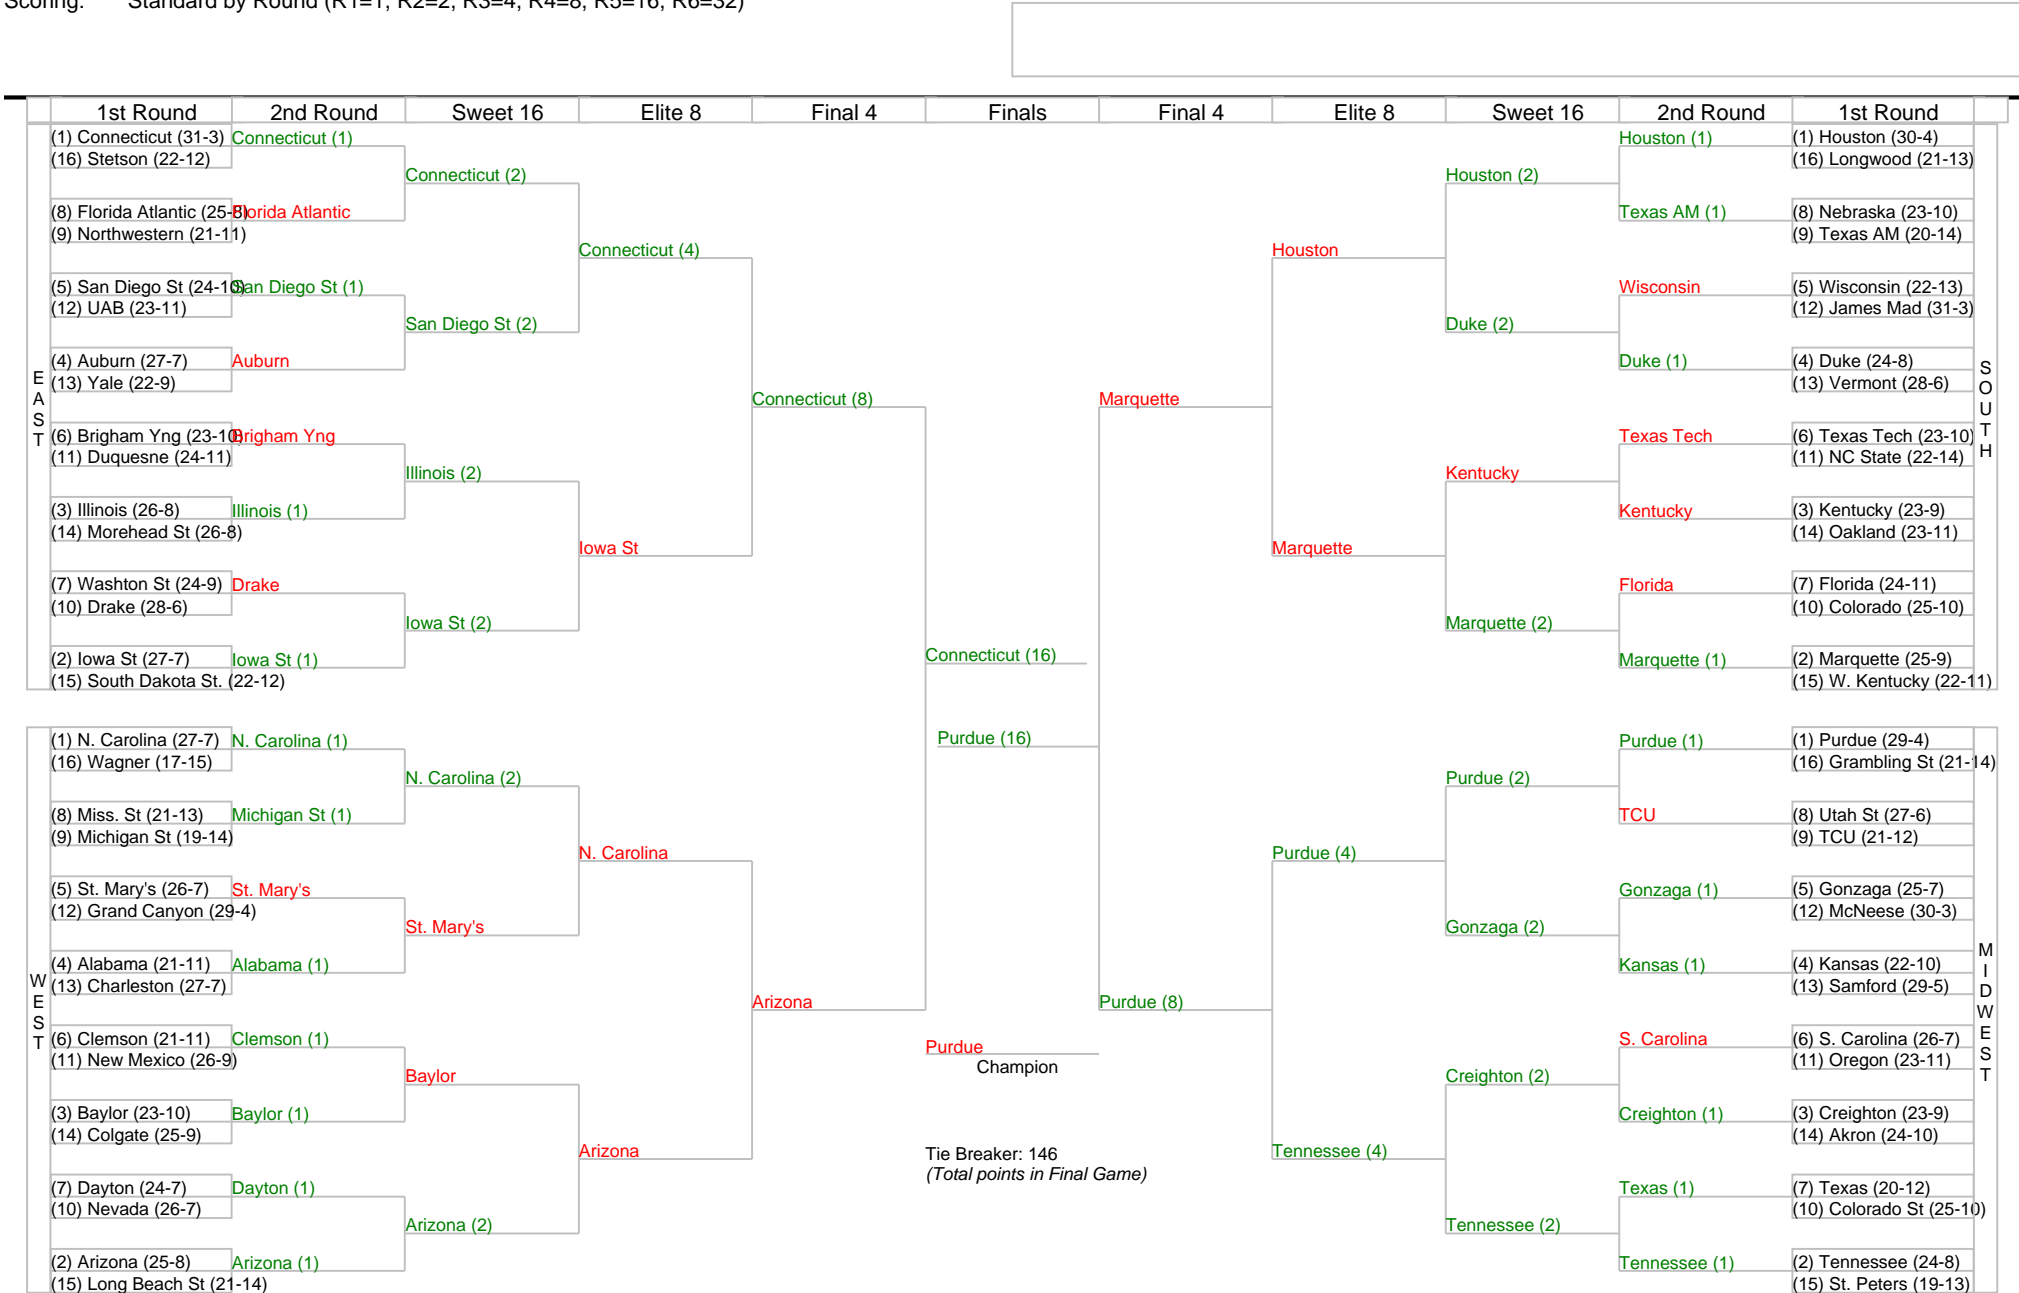 Scoring: Standard by Round (R1=1, R2=2, R3=4, R4=8, R5=16, R6=32)
1st Round 2nd Round Sweet 16 Elite 8 Final 4 Finals Final 4 Elite 8 Sweet 16 2nd Round 1st Round
EAST
(1) Connecticut (31-3)
(16) Stetson (22-12)
(8) Florida Atlantic (25-8)
(9) Northwestern (21-11)
(5) San Diego St (24-10)
(12) UAB (23-11)
(4) Auburn (27-7)
(13) Yale (22-9)
(6) Brigham Yng (23-10)
(11) Duquesne (24-11)
(3) Illinois (26-8)
(14) Morehead St (26-8)
(7) Washton St (24-9)
(10) Drake (28-6)
(2) Iowa St (27-7)
(15) South Dakota St. (22-12)
Connecticut (1)
Florida Atlantic
San Diego St (1)
Auburn
Brigham Yng
Illinois (1)
Drake
Iowa St (1)
Connecticut (2)
San Diego St (2)
Illinois (2)
Iowa St (2)
Connecticut (4)
Iowa St
Connecticut (8)
WEST
(1) N. Carolina (27-7)
(16) Wagner (17-15)
(8) Miss. St (21-13)
(9) Michigan St (19-14)
(5) St. Mary's (26-7)
(12) Grand Canyon (29-4)
(4) Alabama (21-11)
(13) Charleston (27-7)
(6) Clemson (21-11)
(11) New Mexico (26-9)
(3) Baylor (23-10)
(14) Colgate (25-9)
(7) Dayton (24-7)
(10) Nevada (26-7)
(2) Arizona (25-8)
(15) Long Beach St (21-14)
N. Carolina (1)
Michigan St (1)
St. Mary's
Alabama (1)
Clemson (1)
Baylor (1)
Dayton (1)
Arizona (1)
N. Carolina (2)
St. Mary's
Baylor
Arizona (2)
N. Carolina
Arizona
Arizona
Connecticut (16)
Purdue (16)
Purdue
Champion
Tie Breaker: 146
(Total points in Final Game)
Marquette
Houston
Marquette
Houston (2)
Duke (2)
Kentucky
Marquette (2)
Houston (1)
Texas AM (1)
Wisconsin
Duke (1)
Texas Tech
Kentucky
Florida
Marquette (1)
(1) Houston (30-4)
(16) Longwood (21-13)
(8) Nebraska (23-10)
(9) Texas AM (20-14)
(5) Wisconsin (22-13)
(12) James Mad (31-3)
(4) Duke (24-8)
(13) Vermont (28-6)
(6) Texas Tech (23-10)
(11) NC State (22-14)
(3) Kentucky (23-9)
(14) Oakland (23-11)
(7) Florida (24-11)
(10) Colorado (25-10)
(2) Marquette (25-9)
(15) W. Kentucky (22-11)
SOUTH
Purdue (8)
Purdue (4)
Tennessee (4)
Purdue (2)
Gonzaga (2)
Creighton (2)
Tennessee (2)
Purdue (1)
TCU
Gonzaga (1)
Kansas (1)
S. Carolina
Creighton (1)
Texas (1)
Tennessee (1)
(1) Purdue (29-4)
(16) Grambling St (21-14)
(8) Utah St (27-6)
(9) TCU (21-12)
(5) Gonzaga (25-7)
(12) McNeese (30-3)
(4) Kansas (22-10)
(13) Samford (29-5)
(6) S. Carolina (26-7)
(11) Oregon (23-11)
(3) Creighton (23-9)
(14) Akron (24-10)
(7) Texas (20-12)
(10) Colorado St (25-10)
(2) Tennessee (24-8)
(15) St. Peters (19-13)
MIDWEST